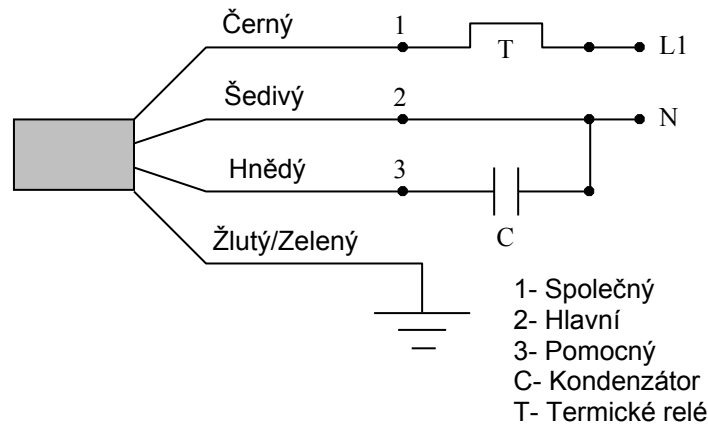 Černý 1
T L1
Šedivý 2 N
Hnědý 3
C
Žlutý/Zelený
1- Společný
2- Hlavní
3- Pomocný
C- Kondenzátor
T- Termické relé